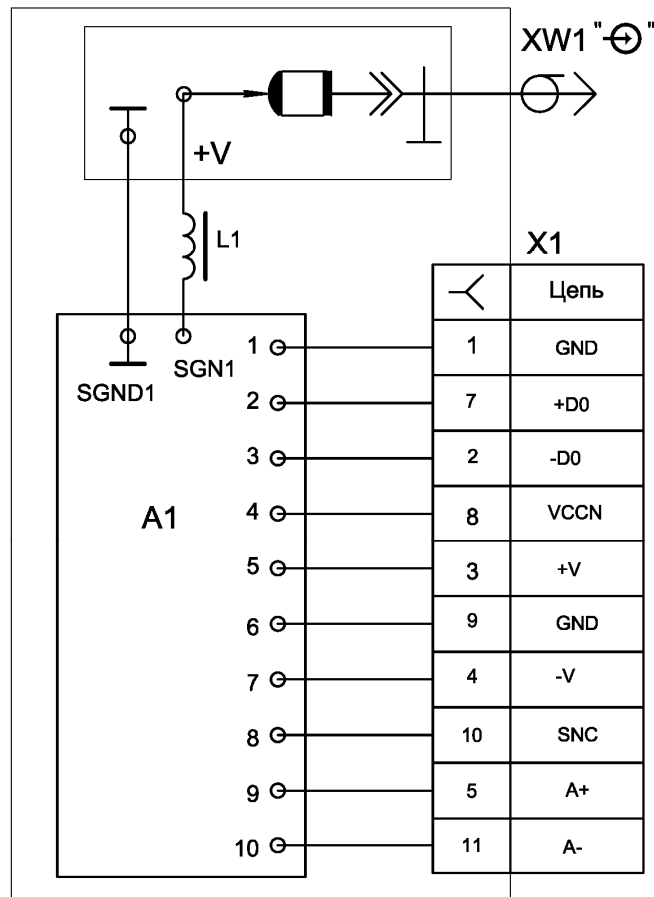 XW1 " "
+V
L1
X1
Цепь
SGND1
SGN1
A1
1 1 GND
2 7 +D0
3 2 -D0
4 8 VCCN
5 3 +V
6 9 GND
7 4 -V
8 10 SNC
9 5 A+
10 11 A-